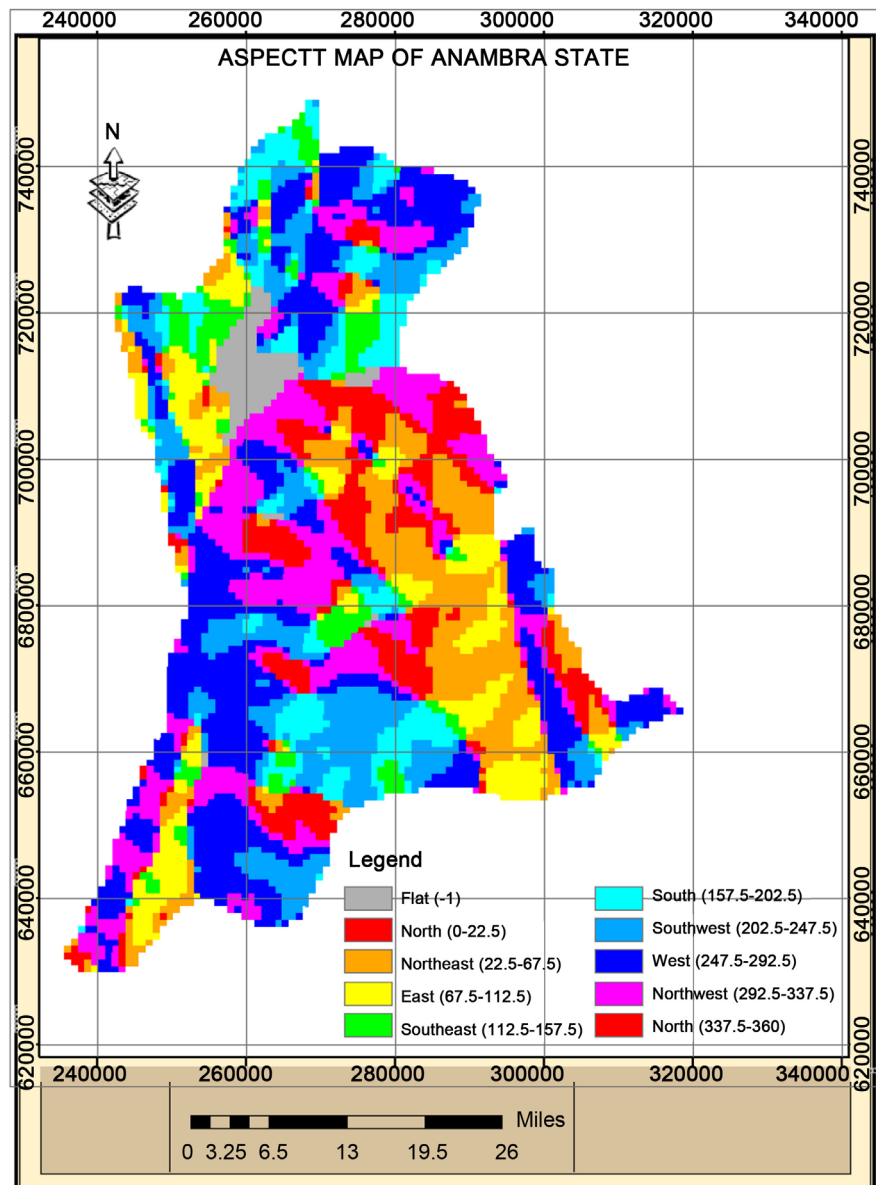 240000 260000 280000 300000 320000 340000
ASPECTT MAP OF ANAMBRA STATE
N
740000 740000
720000 720000
700000 700000
680000 680000
660000 660000
640000 640000
620000 620000
Legend
Flat (-1)
North (0-22.5)
Northeast (22.5-67.5)
East (67.5-112.5)
Southeast (112.5-157.5)
South (157.5-202.5)
Southwest (202.5-247.5)
West (247.5-292.5)
Northwest (292.5-337.5)
North (337.5-360)
240000 260000 280000 300000 320000 340000
Miles
0 3.25 6.5 13 19.5 26